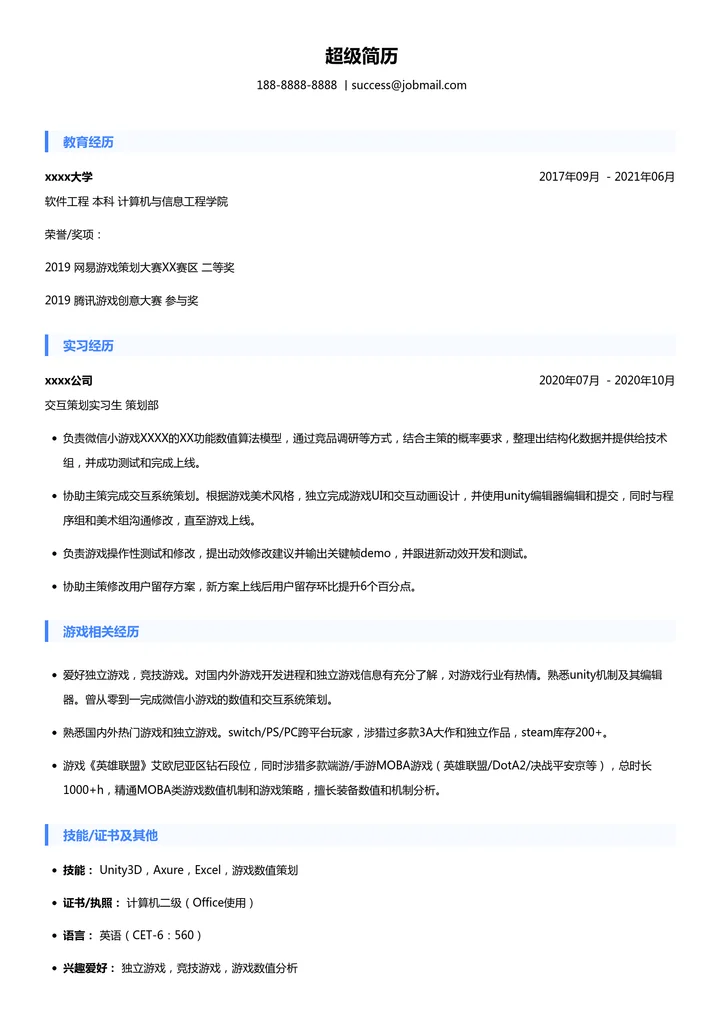 超级简历
188-8888-8888 | success@jobmail.com
教育经历
xxxx大学 2017年09月 - 2021年06月
软件工程 本科 计算机与信息工程学院
荣誉/奖项：
2019 网易游戏策划大赛XX赛区 二等奖
2019 腾讯游戏创意大赛 参与奖
实习经历
xxxx公司 2020年07月 - 2020年10月
交互策划实习生 策划部
• 负责微信小游戏XXXX的XX功能数值算法模型，通过竞品调研等方式，结合主策的概率要求，整理出结构化数据并提供给技术
组，并成功测试和完成上线。
• 协助主策完成交互系统策划。根据游戏美术风格，独立完成游戏UI和交互动画设计，并使用unity编辑器编辑和提交，同时与程
序组和美术组沟通修改，直至游戏上线。
• 负责游戏操作性测试和修改，提出动效修改建议并输出关键帧demo，并跟进新动效开发和测试。
• 协助主策修改用户留存方案，新方案上线后用户留存环比提升6个百分点。
游戏相关经历
• 爱好独立游戏，竞技游戏。对国内外游戏开发进程和独立游戏信息有充分了解，对游戏行业有热情。熟悉unity机制及其编辑
器。曾从零到一完成微信小游戏的数值和交互系统策划。
• 熟悉国内外热门游戏和独立游戏。switch/PS/PC跨平台玩家，涉猎过多款3A大作和独立作品，steam库存200+。
• 游戏《英雄联盟》艾欧尼亚区钻石段位，同时涉猎多款端游/手游MOBA游戏（英雄联盟/DotA2/决战平安京等），总时长
1000+h，精通MOBA类游戏数值机制和游戏策略，擅长装备数值和机制分析。
技能/证书及其他
• 技能： Unity3D，Axure，Excel，游戏数值策划
• 证书/执照： 计算机二级（Office使用）
• 语言： 英语（CET-6：560）
• 兴趣爱好： 独立游戏，竞技游戏，游戏数值分析